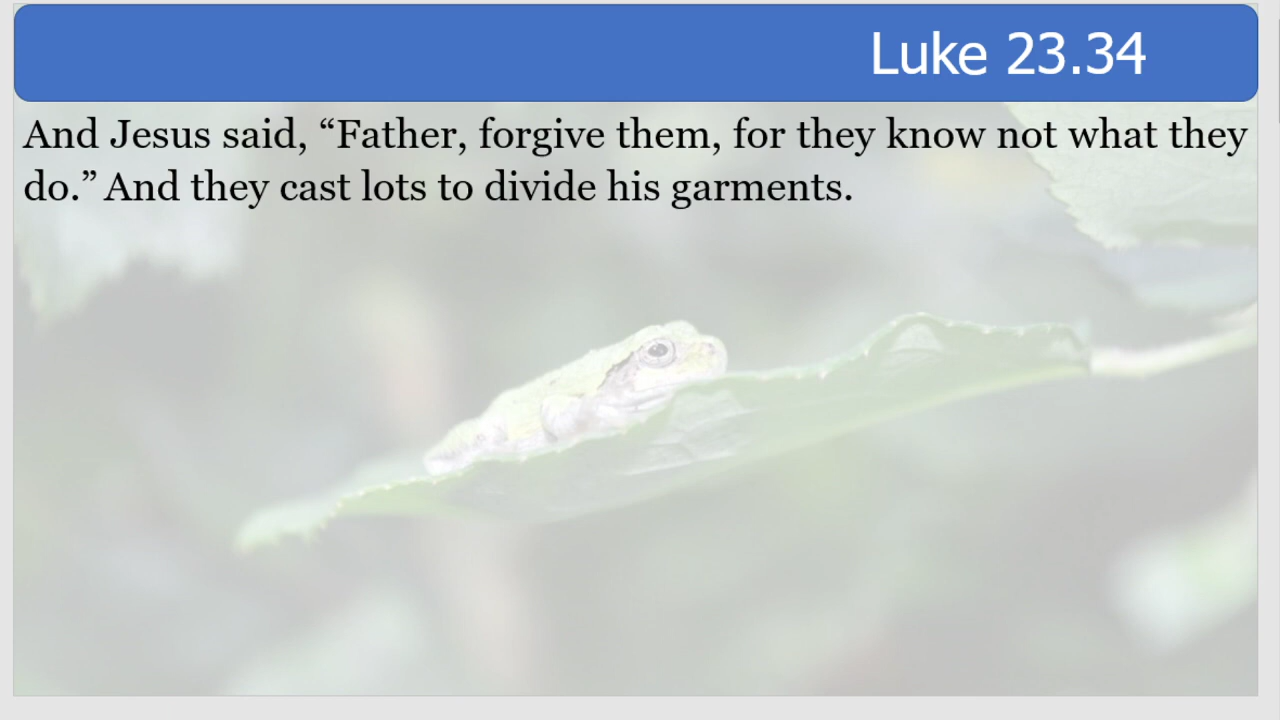 Luke 23.34
And Jesus said, “Father, forgive them, for they know not what they
do.” And they cast lots to divide his garments.